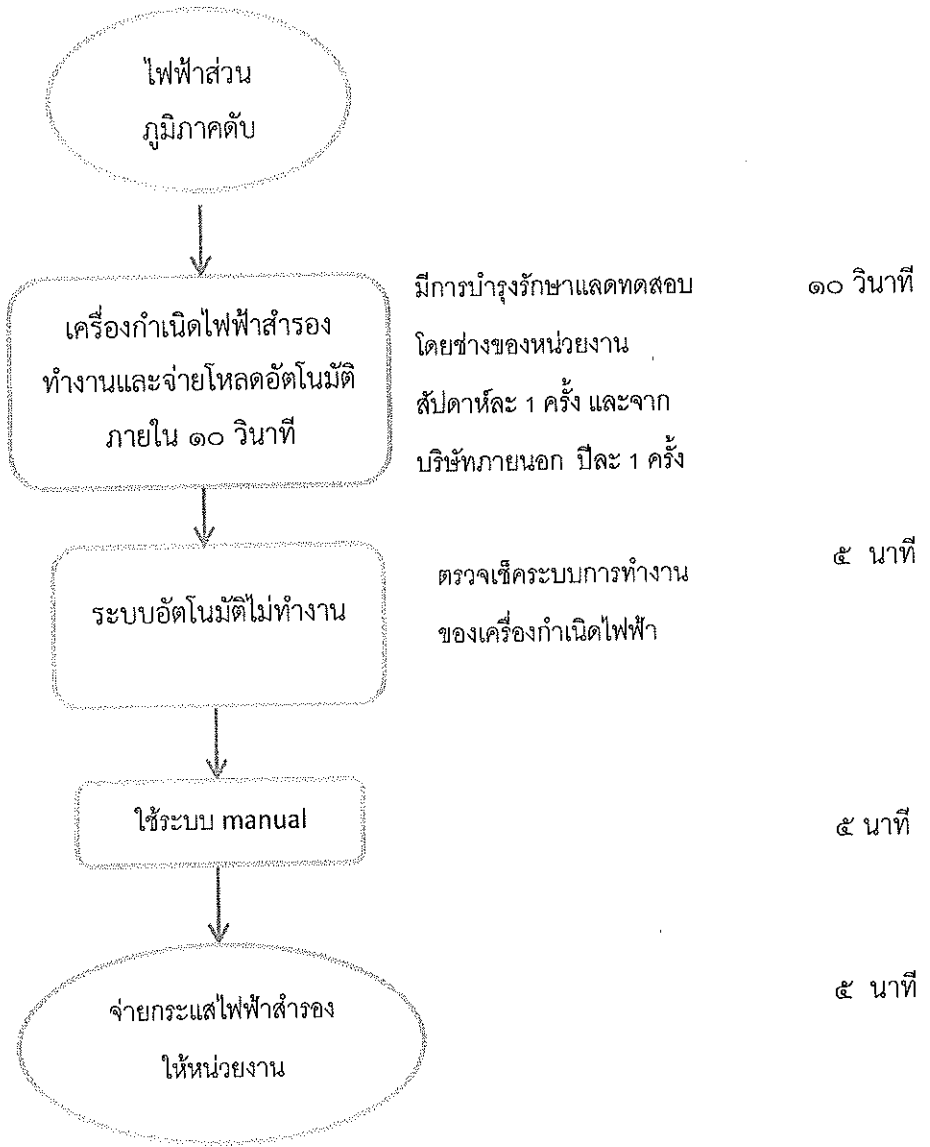 ไฟฟ้าส่วน
ภูมิภาคดับ
เครื่องกำเนิดไฟฟ้าสำรอง
ทำงานและจ่ายโหลดอัตโนมัติ
ภายใน ๑๐ วินาที
มีการบำรุงรักษาแลดทดสอบ
โดยช่างของหน่วยงาน
สัปดาห์ละ 1 ครั้ง และจาก
บริษัทภายนอก ปีละ 1 ครั้ง
๑๐ วินาที
ระบบอัตโนมัติไม่ทำงาน
ตรวจเช็คระบบการทำงาน
ของเครื่องกำเนิดไฟฟ้า
๕ นาที
ใช้ระบบ manual
๕ นาที
จ่ายกระแสไฟฟ้าสำรอง
ให้หน่วยงาน
๕ นาที